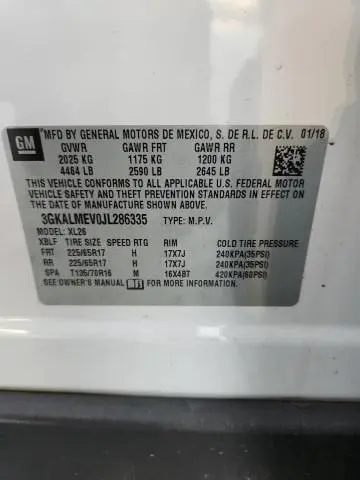 GM
MFD BY GENERAL MOTORS DE MEXICO, S. DE R.L. DE C.V. 01/18
GVWR GAWR FRT GAWR RR
2025 KG 1175 KG 1200 KG
4464 LB 2590 LB 2645 LB
THIS VEHICLE CONFORMS TO ALL APPLICABLE U.S. FEDERAL MOTOR
VEHICLE SAFETY AND THEFT PREVENTION STANDARDS IN EFFECT ON
THE DATE OF MANUFACTURE SHOWN ABOVE.
3GKALMEV0JL286335 TYPE: M.P.V.
MODEL: XL26
XBLF TIRE SIZE SPEED RTG RIM COLD TIRE PRESSURE
FRT 225/65R17 H 17X7J 240KPA(35PSI)
RR 225/65R17 H 17X7J 240KPA(35PSI)
SPA T135/70R16 M 16X4BT 420KPA(60PSI)
SEE OWNER'S MANUAL FOR MORE INFORMATION.